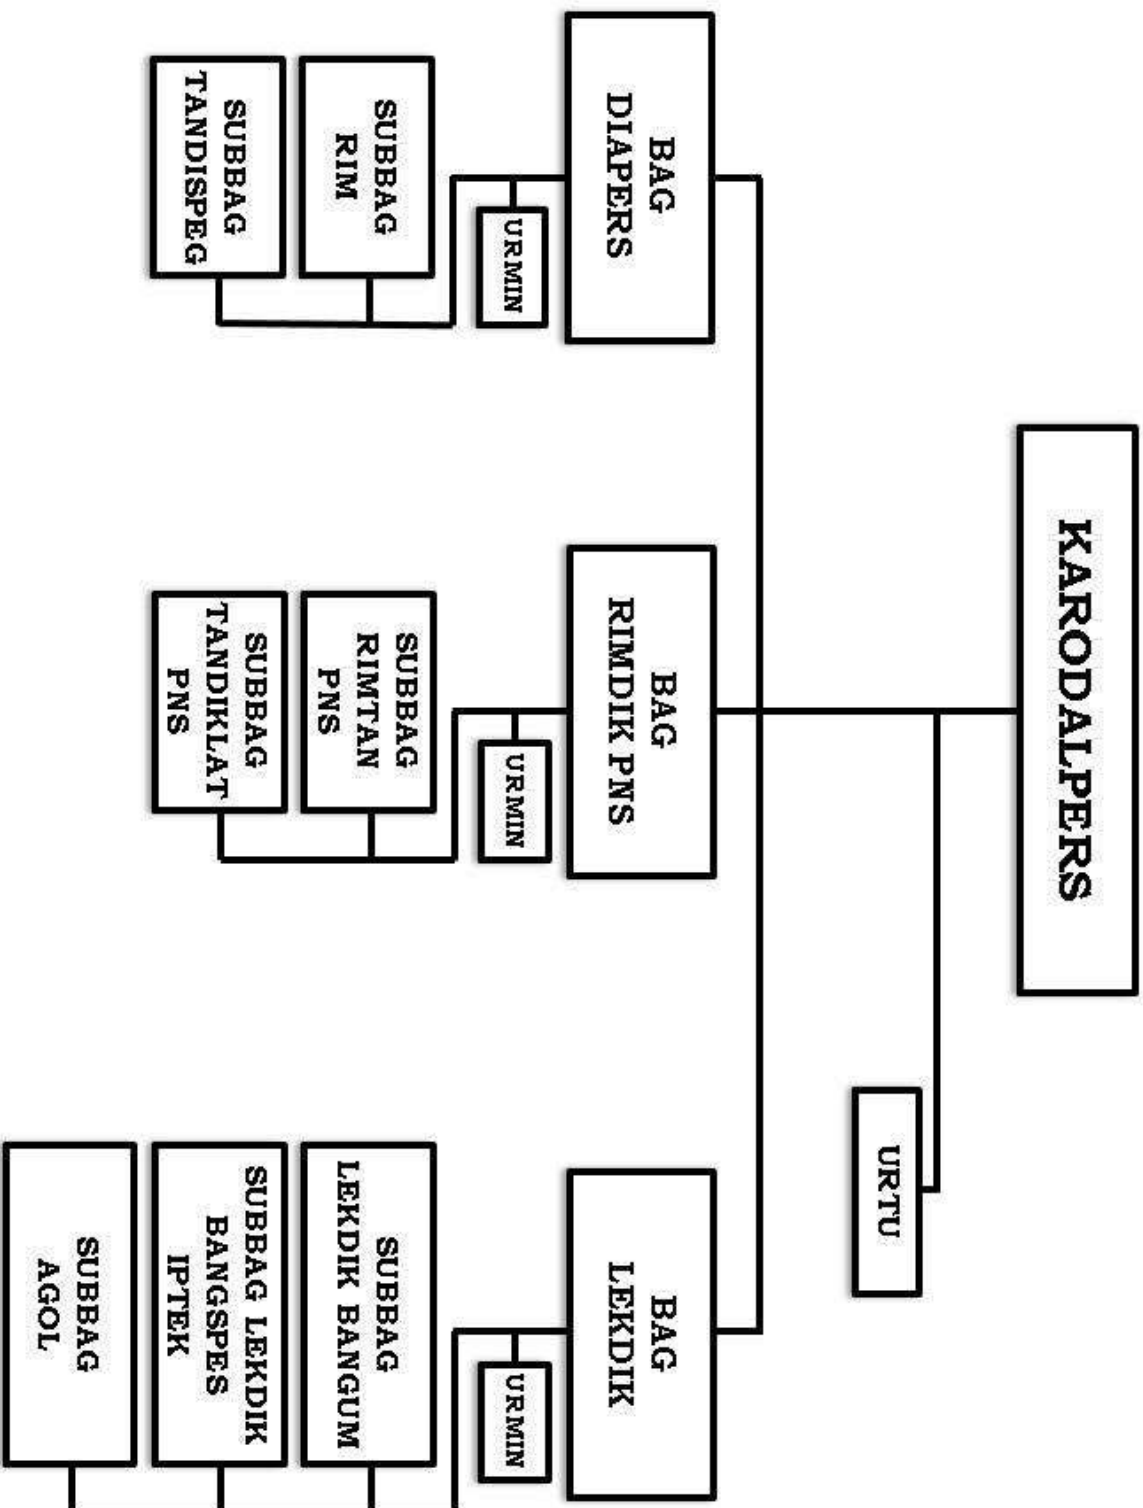 KARODALPERS
URTU
BAG
DIAPERS
URMIN
SUBBAG
RIM
SUBBAG
TANDISPEG
BAG
RIMDIK PNS
URMIN
SUBBAG
RIMTAN
PNS
SUBBAG
TANDIKLAT
PNS
BAG
LEKDIK
URMIN
SUBBAG
LEKDIK BANGUM
SUBBAG LEKDIK
BANGSPES
IPTEK
SUBBAG
AGOL